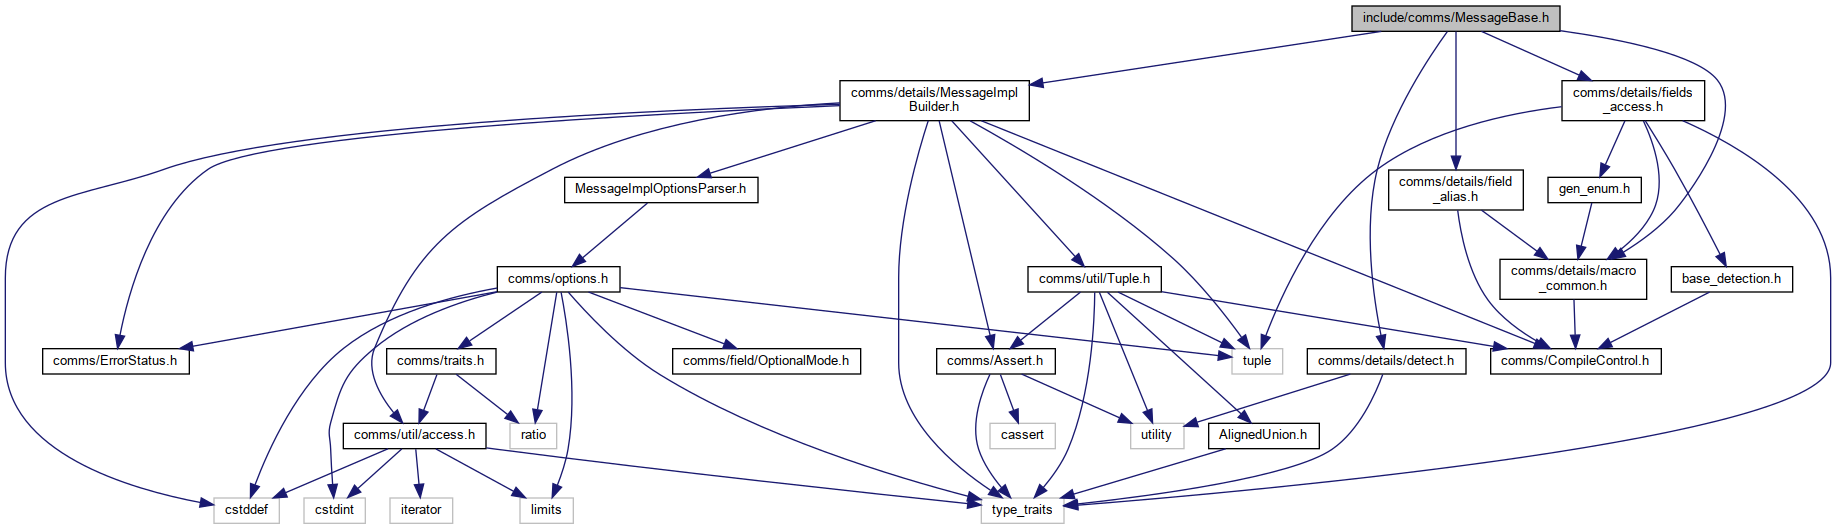 include/comms/MessageBase.h
comms/details/MessageImpl
Builder.h
comms/details/fields
_access.h
MessageImplOptionsParser.h
comms/details/field
_alias.h
gen_enum.h
comms/options.h
comms/util/Tuple.h
comms/details/macro
_common.h
base_detection.h
comms/ErrorStatus.h
comms/traits.h
comms/field/OptionalMode.h
comms/Assert.h
tuple
comms/details/detect.h
comms/CompileControl.h
comms/util/access.h
ratio
cassert
utility
AlignedUnion.h
cstddef
cstdint
iterator
limits
type_traits